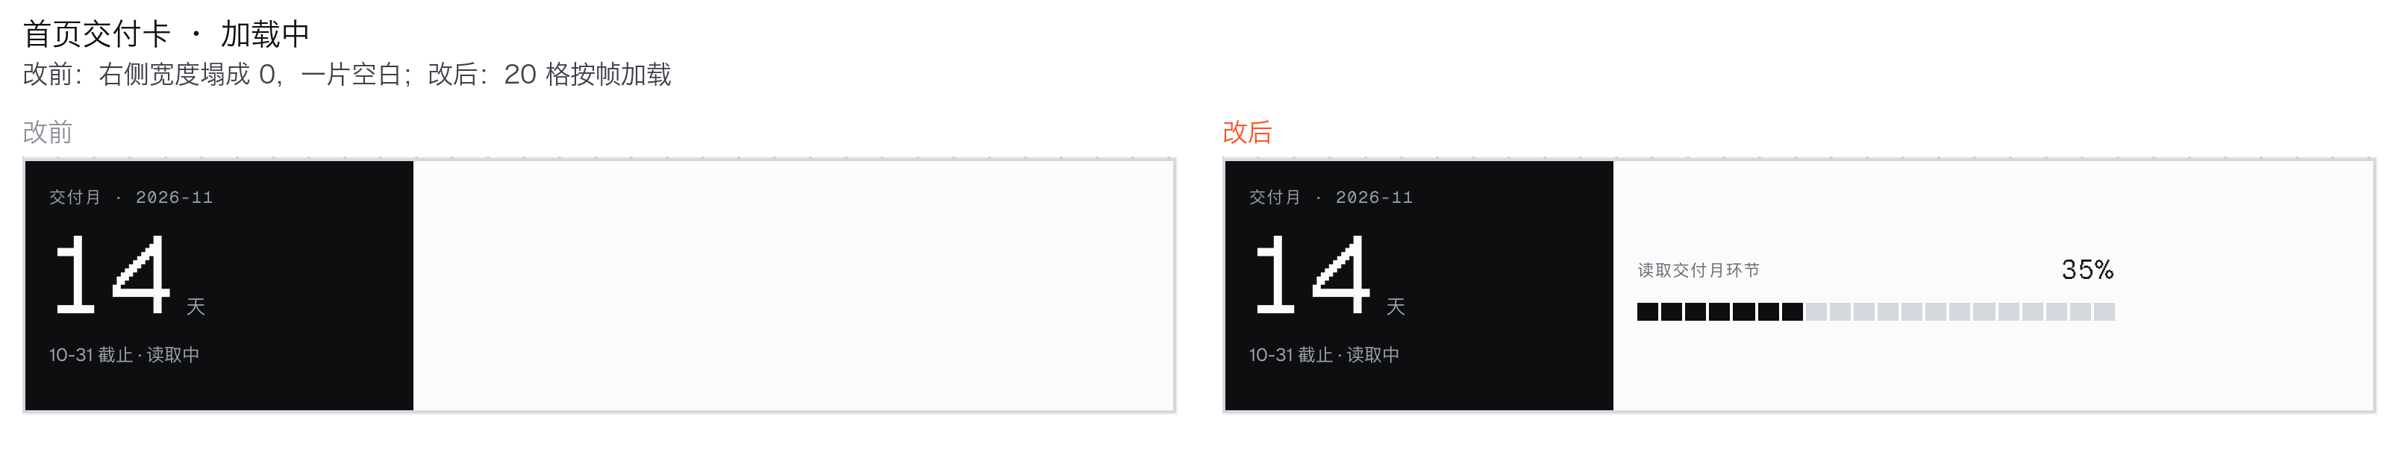 首页交付卡 · 加载中
改前：右侧宽度塌成 0，一片空白；改后：20 格按帧加载
改前
交付月 · 2026-11
14 天
10-31 截止 · 读取中
改后
交付月 · 2026-11
14 天
10-31 截止 · 读取中
读取交付月环节 35%